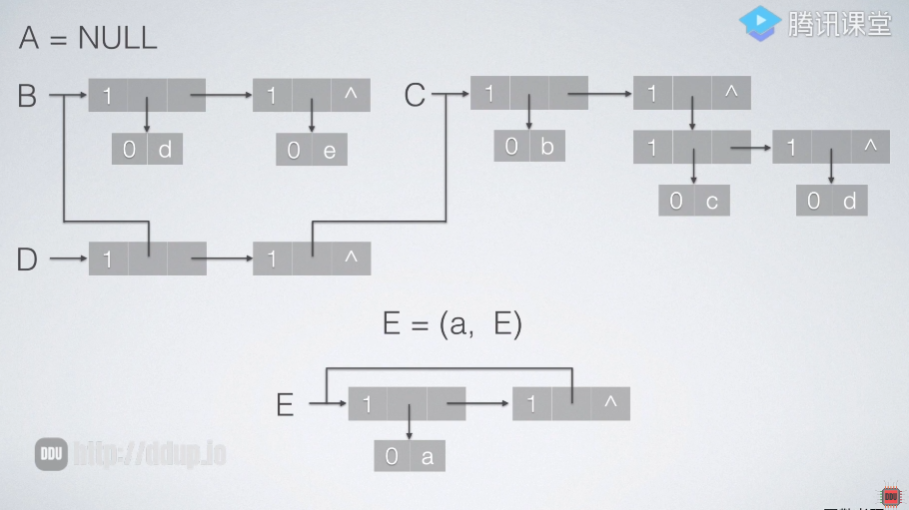 腾讯课堂
A = NULL
B 1 1 ^ C 1 1 ^
0 d 0 e 0 b 1 1 ^
0 c 0 d
D 1 1 ^
E = (a, E)
E 1 1 ^
0 a
DDU http://ddup.io
DDU